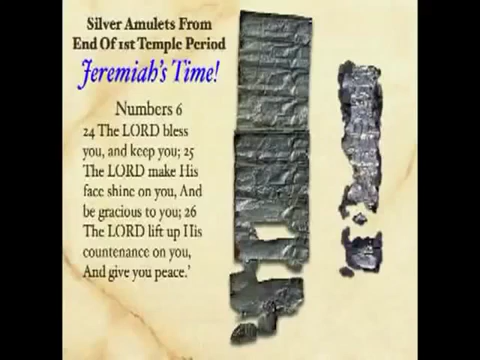 Silver Amulets From
End Of 1st Temple Period
Jeremiah's Time!
Numbers 6
24 The LORD bless
you, and keep you; 25
The LORD make His
face shine on you, And
be gracious to you; 26
The LORD lift up His
countenance on you,
And give you peace.'